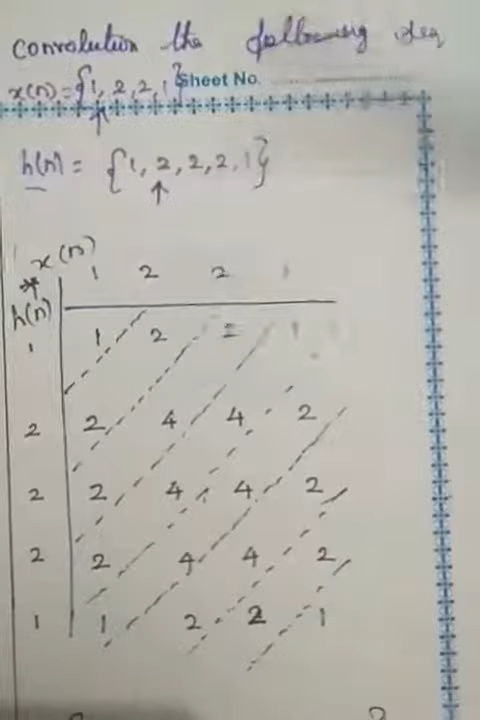 convolution the following seq
x(n)={1, 2, 2, 1}
Sheet No.
↑
h(n) = {1, 2, 2, 2, 1}
↑
x(n)
* 1 2 2 1
h(n)
1 1 2 2 1
2 2 4 4 2
2 2 4 4 2
2 2 4 4 2
1 1 2 2 1